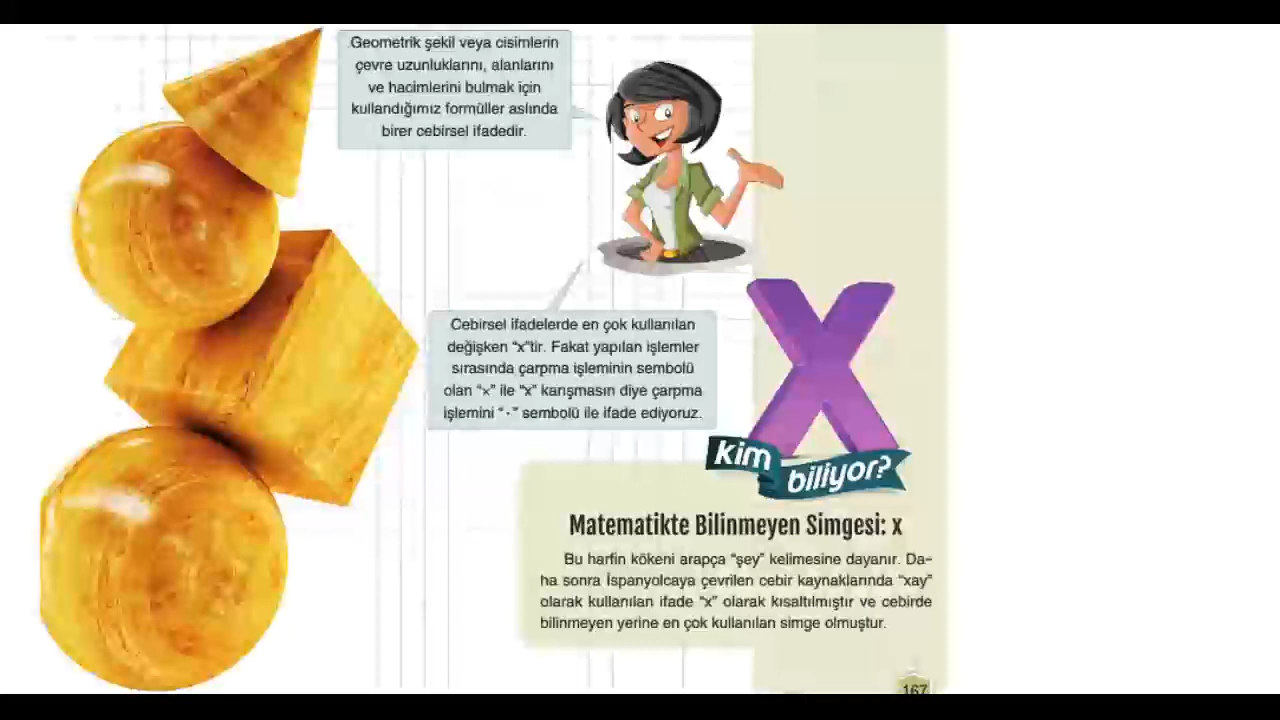 Geometrik şekil veya cisimlerin
çevre uzunluklarını, alanlarını
ve hacimlerini bulmak için
kullandığımız formüller aslında
birer cebirsel ifadedir.
Cebirsel ifadelerde en çok kullanılan
değişken “x”tir. Fakat yapılan işlemler
sırasında çarpma işleminin sembolü
olan “×” ile “x” karışmasın diye çarpma
işlemini “·” sembolü ile ifade ediyoruz.
X
kim
biliyor?
Matematikte Bilinmeyen Simgesi: x
Bu harfin kökeni arapça “şey” kelimesine dayanır. Da-
ha sonra İspanyolcaya çevrilen cebir kaynaklarında “xay”
olarak kullanılan ifade “x” olarak kısaltılmıştır ve cebirde
bilinmeyen yerine en çok kullanılan simge olmuştur.
167